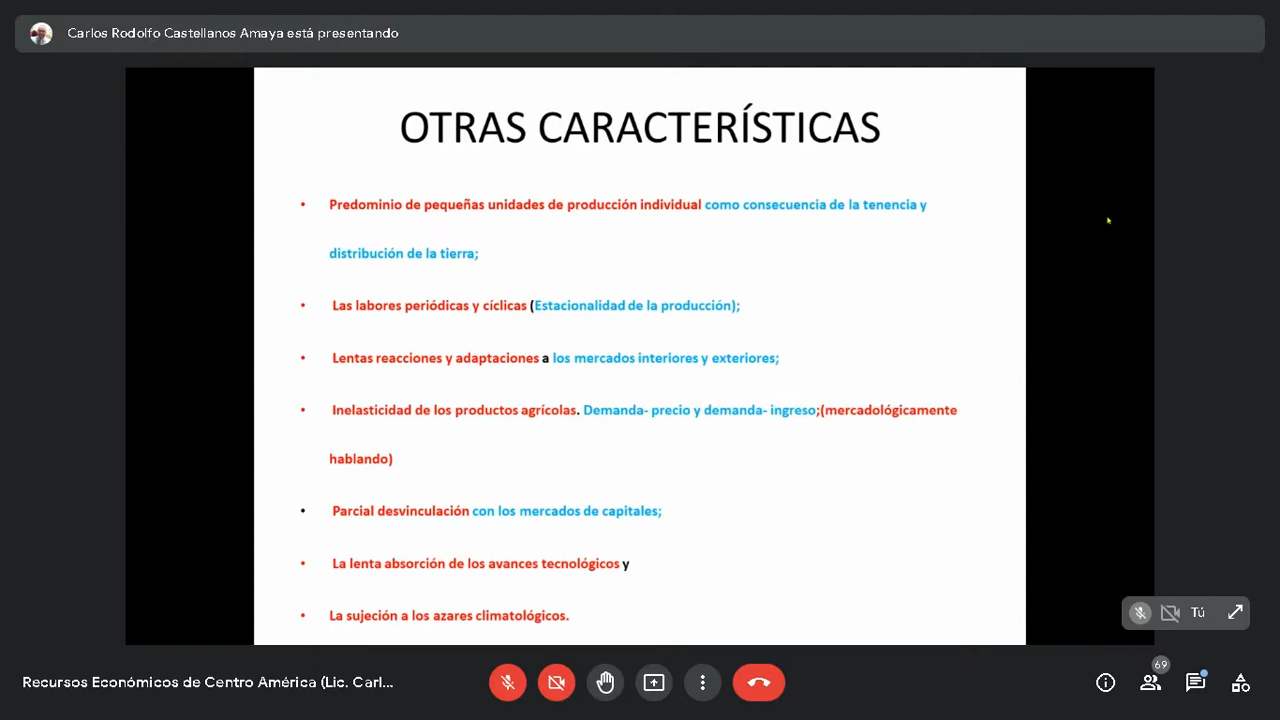 Carlos Rodolfo Castellanos Amaya está presentando
OTRAS CARACTERÍSTICAS
• Predominio de pequeñas unidades de producción individual como consecuencia de la tenencia y
distribución de la tierra;
• Las labores periódicas y cíclicas (Estacionalidad de la producción);
• Lentas reacciones y adaptaciones a los mercados interiores y exteriores;
• Inelasticidad de los productos agrícolas. Demanda- precio y demanda- ingreso;(mercadológicamente
hablando)
• Parcial desvinculación con los mercados de capitales;
• La lenta absorción de los avances tecnológicos y
• La sujeción a los azares climatológicos.
Tú
69
Recursos Económicos de Centro América (Lic. Carl...